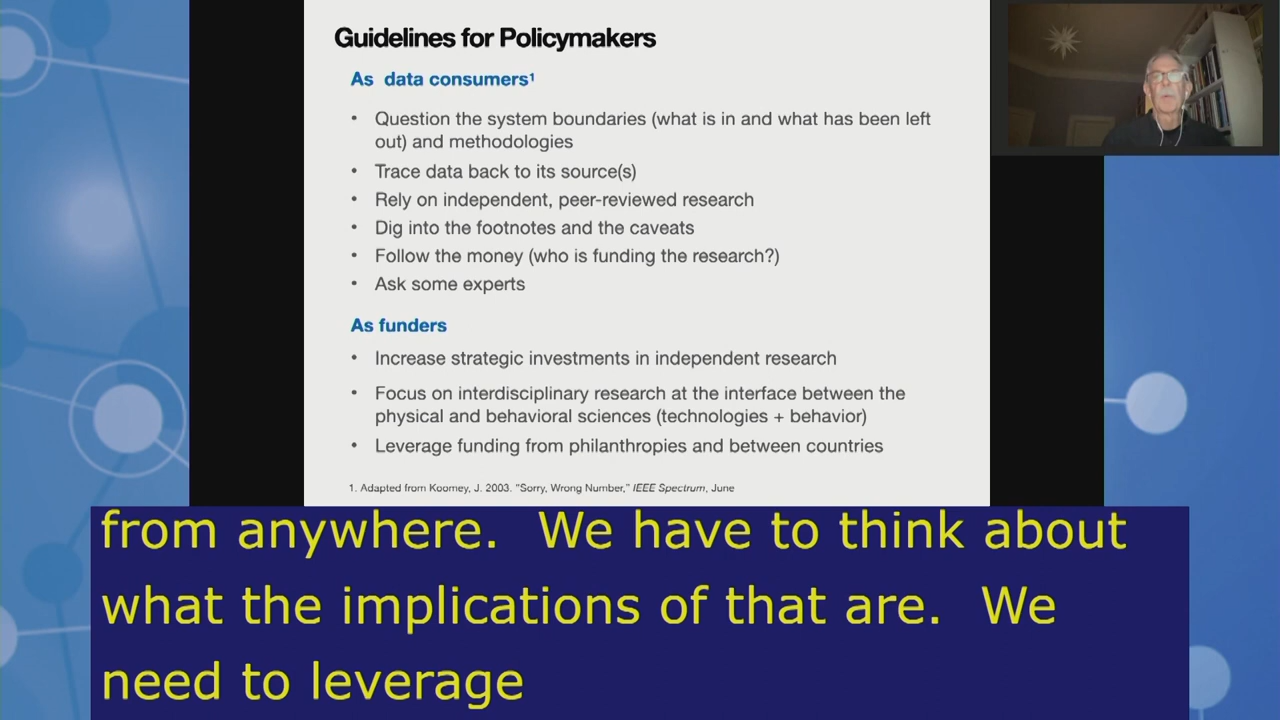 Guidelines for Policymakers
As data consumers¹
• Question the system boundaries (what is in and what has been left
out) and methodologies
• Trace data back to its source(s)
• Rely on independent, peer-reviewed research
• Dig into the footnotes and the caveats
• Follow the money (who is funding the research?)
• Ask some experts
As funders
• Increase strategic investments in independent research
• Focus on interdisciplinary research at the interface between the
physical and behavioral sciences (technologies + behavior)
• Leverage funding from philanthropies and between countries
1. Adapted from Koomey, J. 2003. "Sorry, Wrong Number," IEEE Spectrum, June
from anywhere.  We have to think about
what the implications of that are.  We
need to leverage